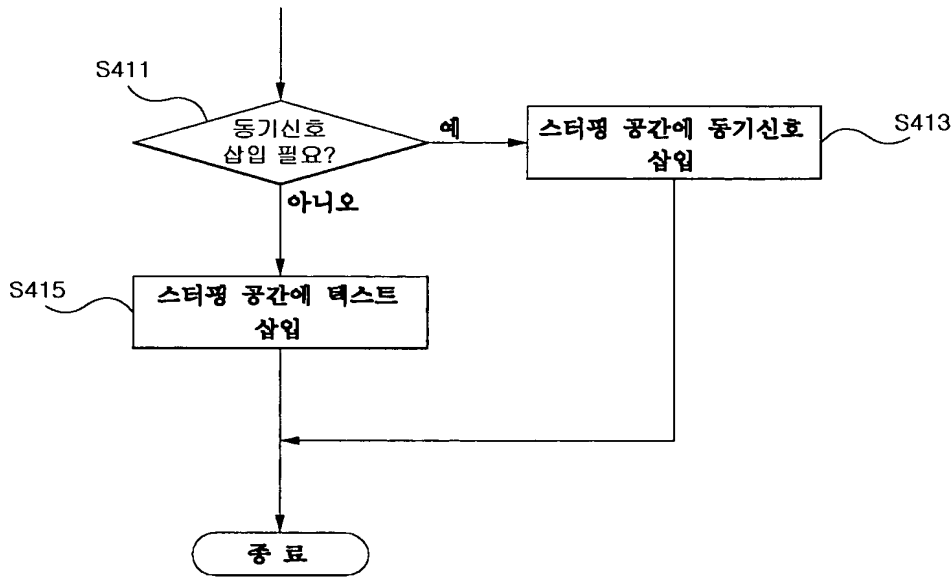 S411
동기신호
삽입 필요?
예
스터핑 공간에 동기신호
삽입
S413
아니오
S415
스터핑 공간에 텍스트
삽입
종 료